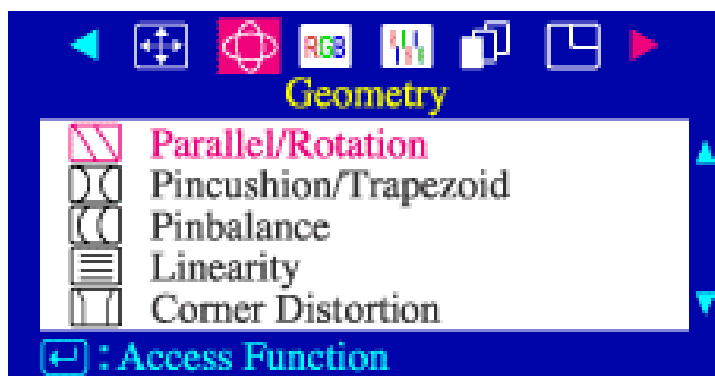 RGB
Geometry
Parallel/Rotation
Pincushion/Trapezoid
Pinbalance
Linearity
Corner Distortion
: Access Function